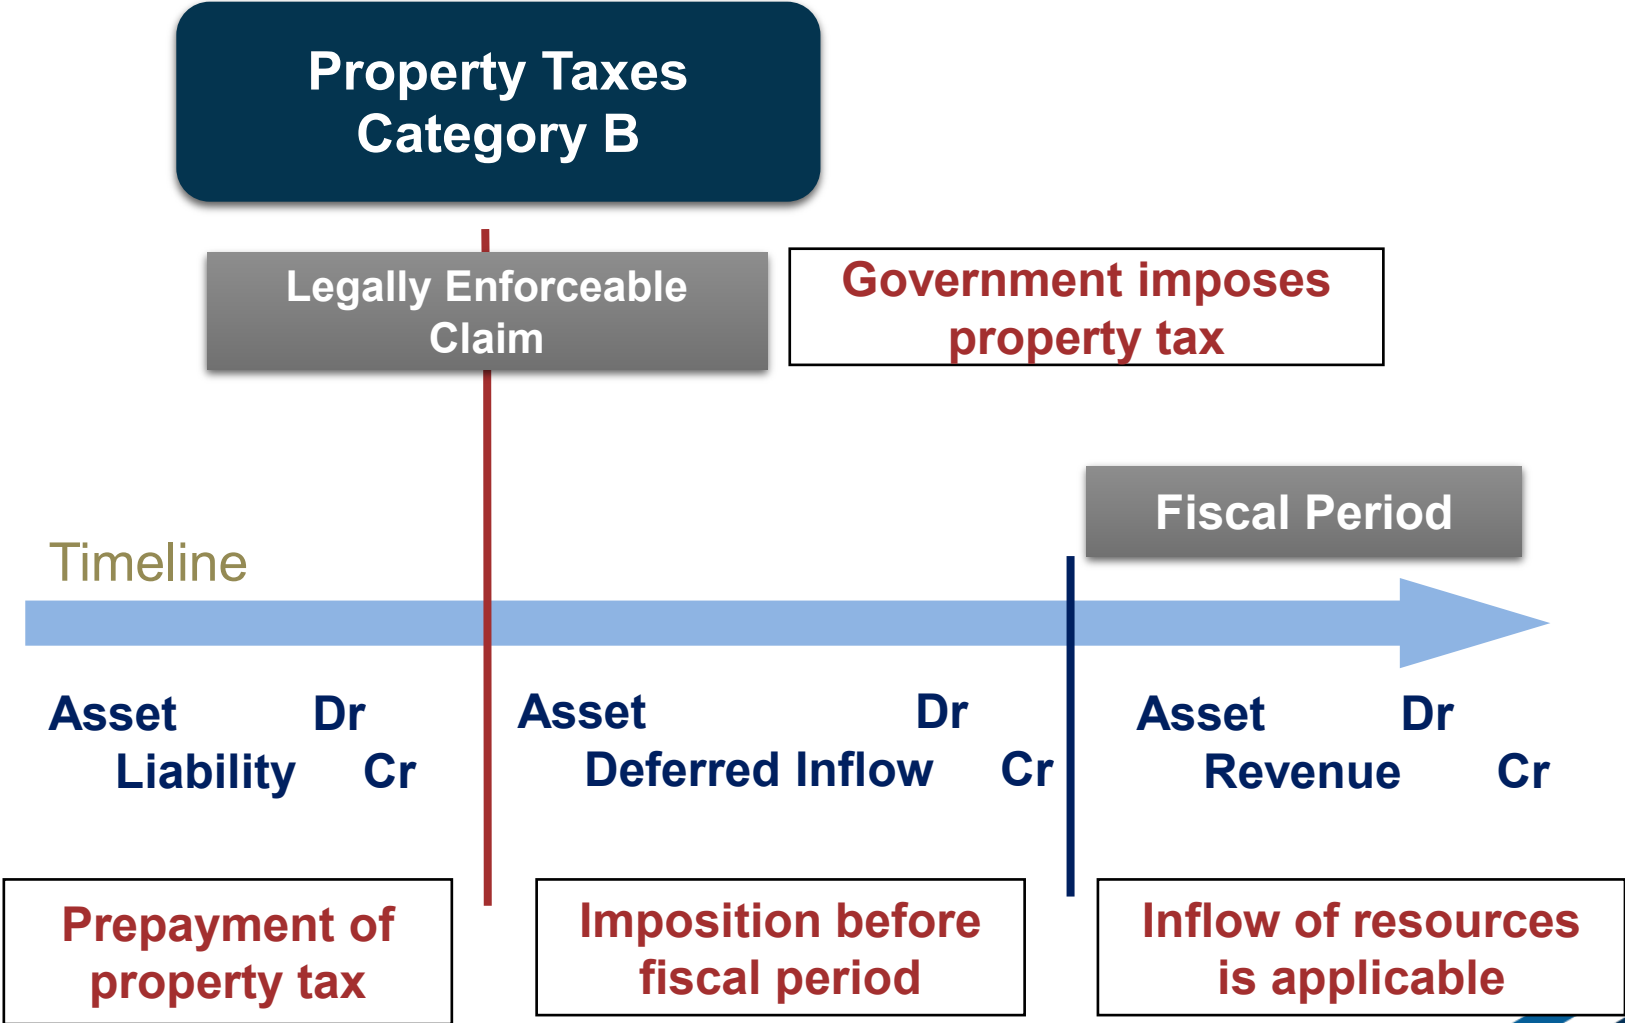 Property Taxes
Category B
Legally Enforceable
Claim
Government imposes
property tax
Fiscal Period
Timeline
Asset Dr
Liability Cr
Asset Dr
Deferred Inflow Cr
Asset Dr
Revenue Cr
Prepayment of
property tax
Imposition before
fiscal period
Inflow of resources
is applicable